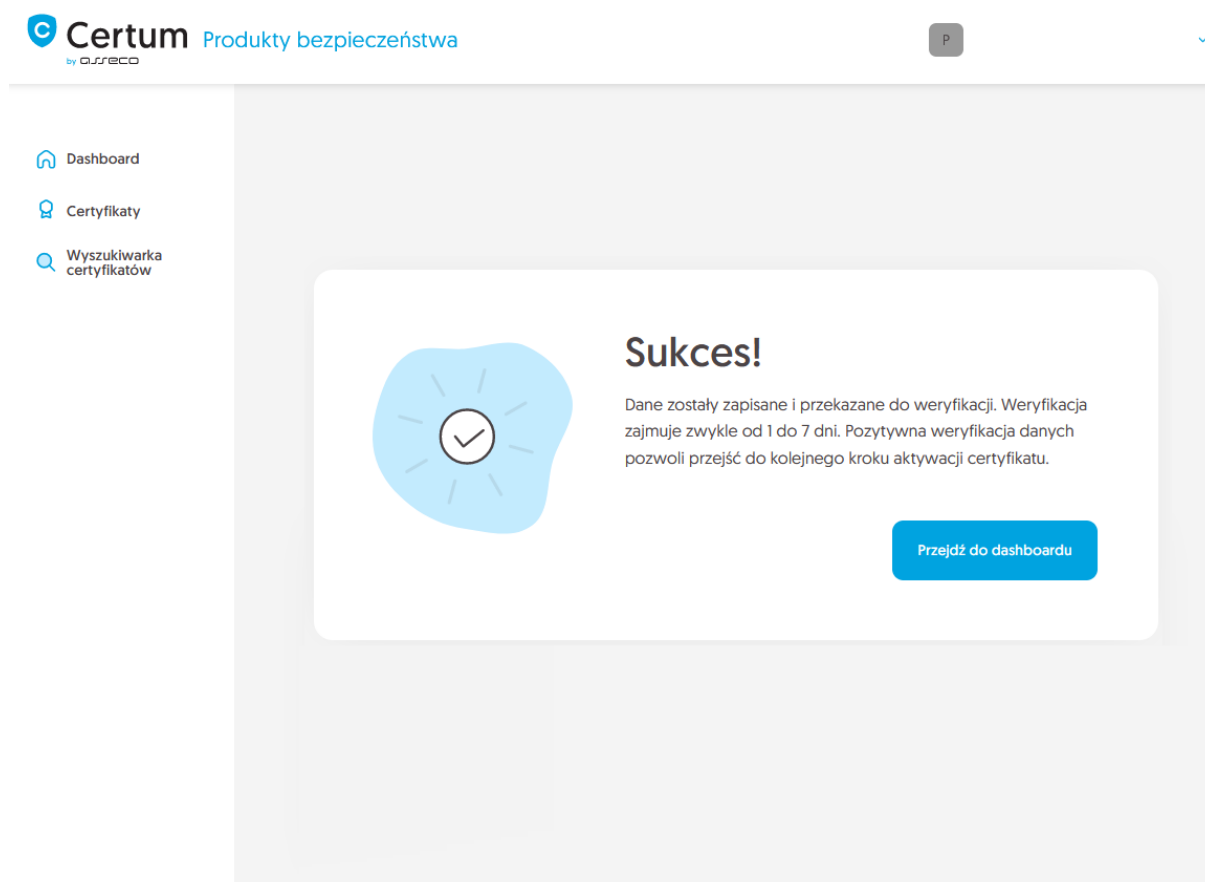 Certum Produkty bezpieczeństwa
by asseco
P
Dashboard
Certyfikaty
Wyszukiwarka
certyfikatów
Sukces!
Dane zostały zapisane i przekazane do weryfikacji. Weryfikacja
zajmuje zwykle od 1 do 7 dni. Pozytywna weryfikacja danych
pozwoli przejść do kolejnego kroku aktywacji certyfikatu.
Przejdź do dashboardu